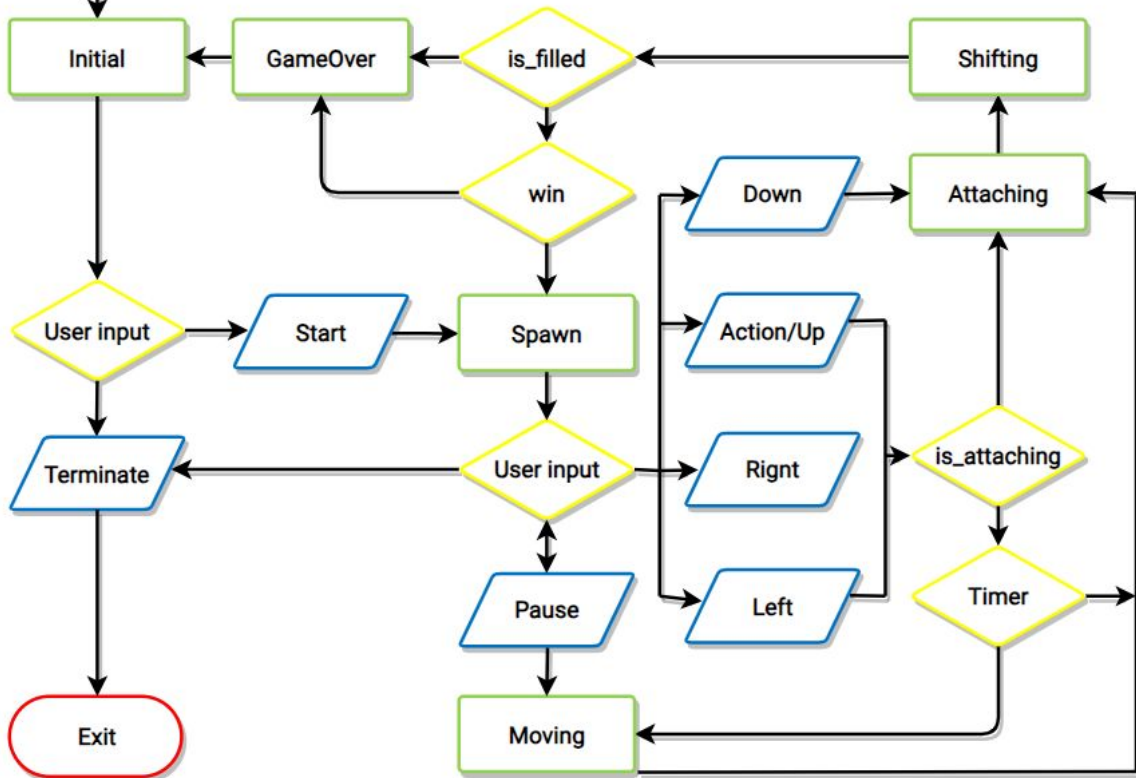 Initial
GameOver
is_filled
Shifting
win
Down
Attaching
User input
Start
Spawn
Action/Up
Terminate
User input
Rignt
is_attaching
Pause
Left
Timer
Exit
Moving